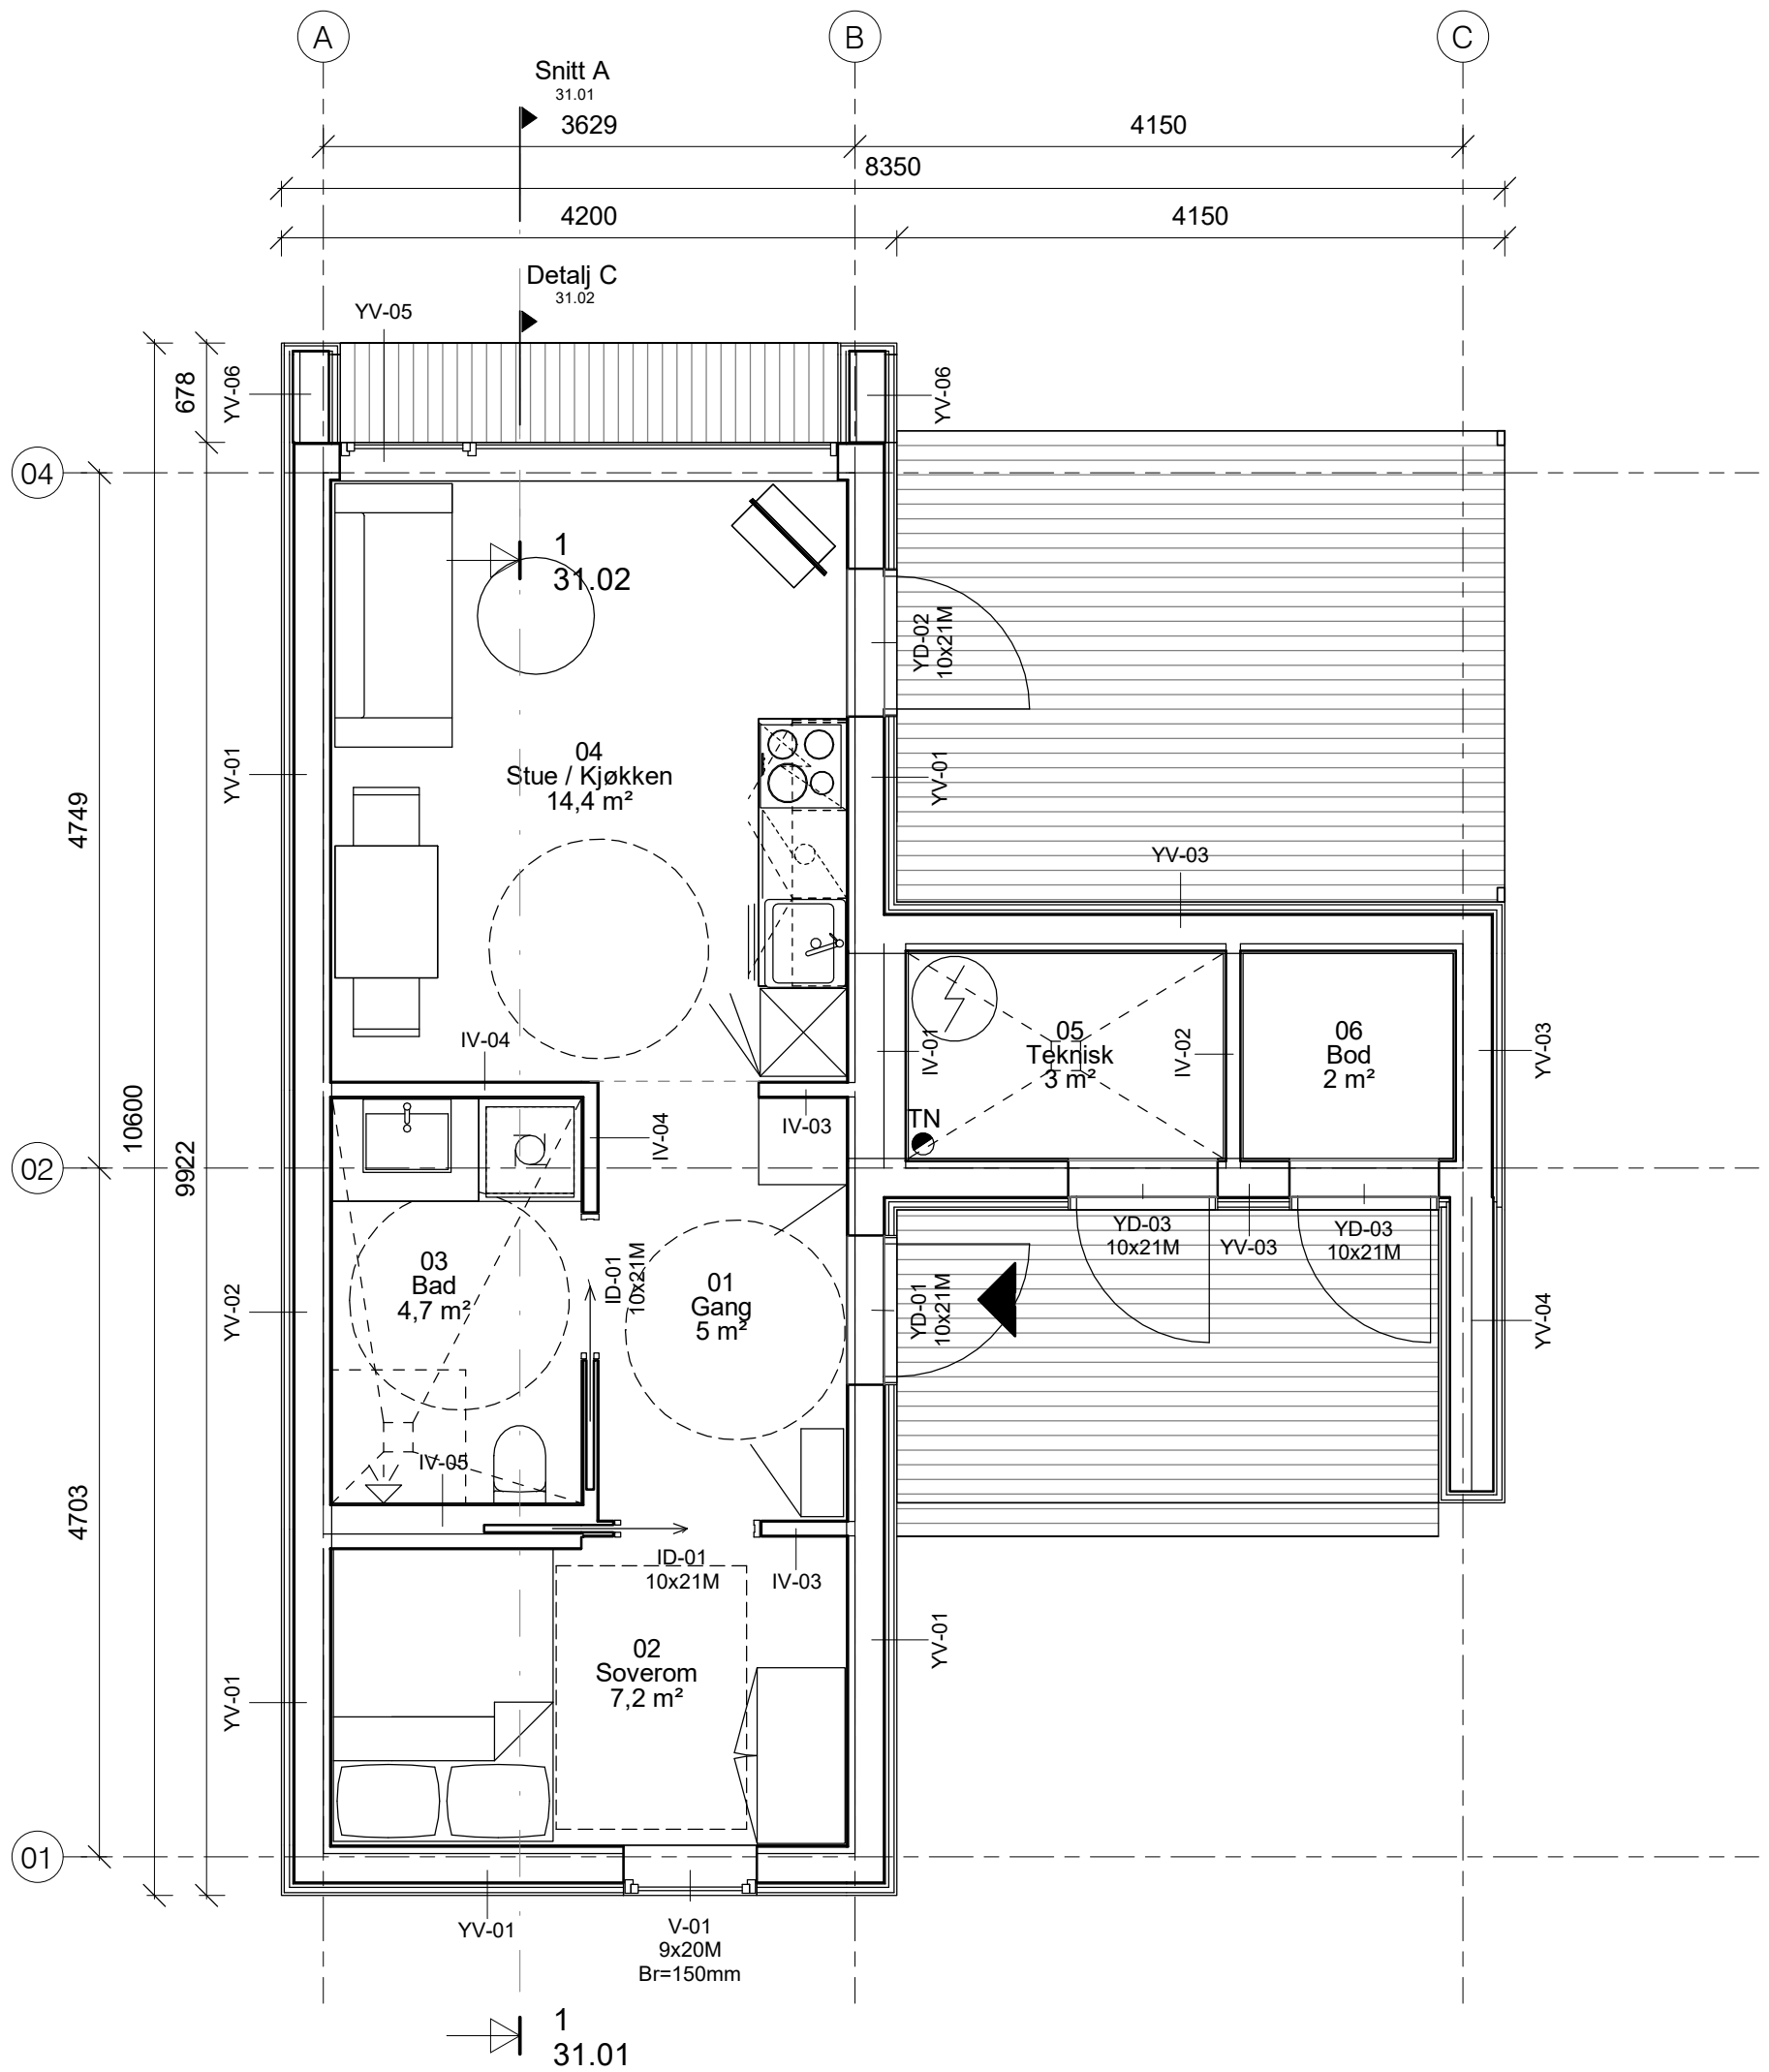 A
B
C
Snitt A
31.01
3629
4150
8350
4200
4150
Detalj C
31.02
YV-05
YV-06
678
YV-06
04
1
31.02
YD-02
10x21M
04
Stue / Kjøkken
14,4 m²
YV-01
YV-01
4749
YV-03
IV-04
IV-01
05
Teknisk
3 m²
IV-02
06
Bod
2 m²
YV-03
10600
9922
IV-04
IV-03
TN
02
03
Bad
4,7 m²
ID-01
10x21M
01
Gang
5 m²
YD-01
10x21M
YD-03
10x21M
YV-03
YD-03
10x21M
YV-02
YV-04
IV-05
4703
ID-01
10x21M
IV-03
02
Soverom
7,2 m²
YV-01
YV-01
01
YV-01
V-01
9x20M
Br=150mm
1
31.01